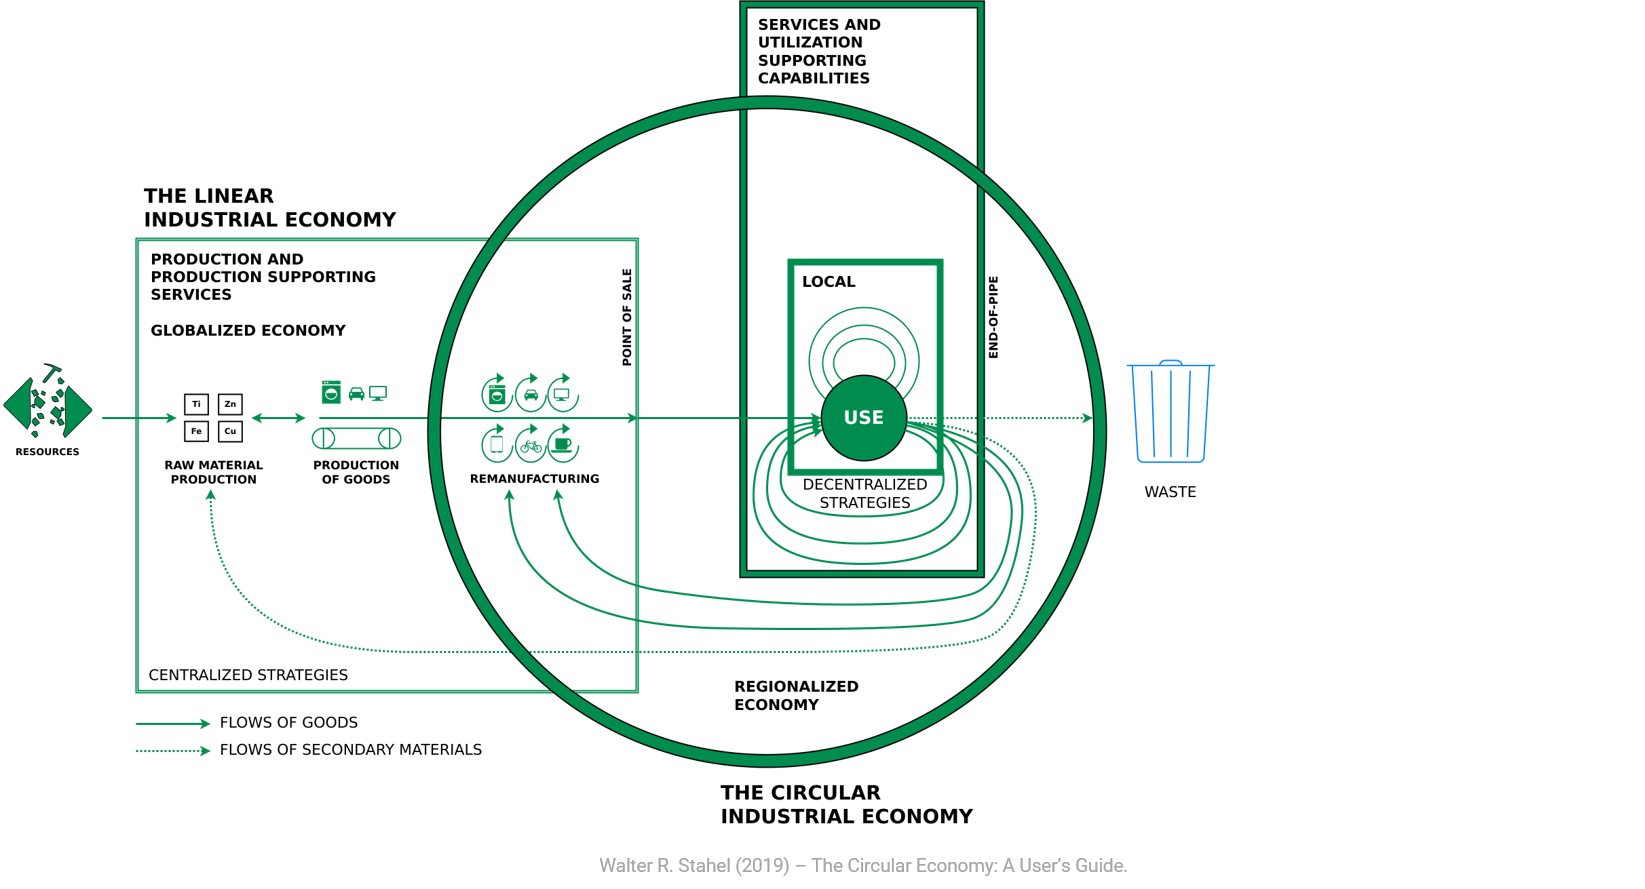 SERVICES AND
UTILIZATION
SUPPORTING
CAPABILITIES
THE LINEAR
INDUSTRIAL ECONOMY
PRODUCTION AND
PRODUCTION SUPPORTING
SERVICES
GLOBALIZED ECONOMY
POINT OF SALE
LOCAL
END-OF-PIPE
RESOURCES
Ti
Zn
Fe
Cu
RAW MATERIAL
PRODUCTION
PRODUCTION
OF GOODS
REMANUFACTURING
USE
DECENTRALIZED
STRATEGIES
WASTE
CENTRALIZED STRATEGIES
REGIONALIZED
ECONOMY
FLOWS OF GOODS
FLOWS OF SECONDARY MATERIALS
THE CIRCULAR
INDUSTRIAL ECONOMY
Walter R. Stahel (2019) – The Circular Economy: A User’s Guide.